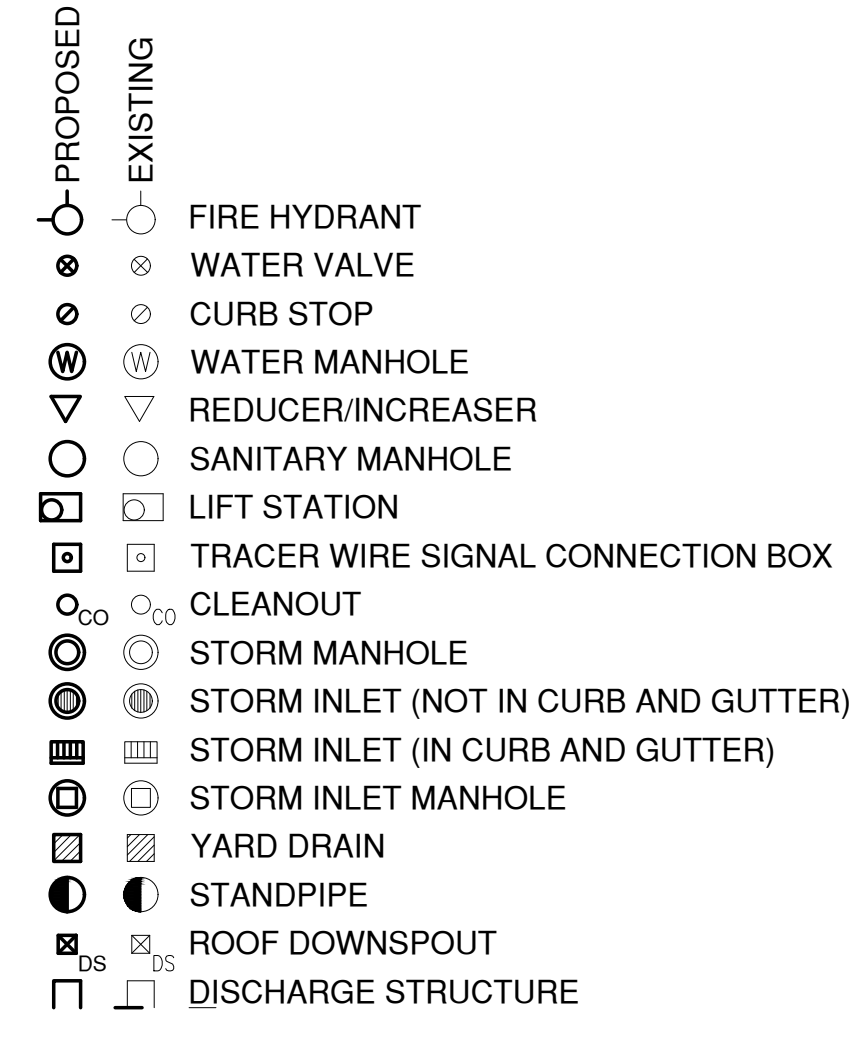 PROPOSED
EXISTING
FIRE HYDRANT
WATER VALVE
CURB STOP
W W WATER MANHOLE
REDUCER/INCREASER
SANITARY MANHOLE
LIFT STATION
TRACER WIRE SIGNAL CONNECTION BOX
CO CO CLEANOUT
STORM MANHOLE
STORM INLET (NOT IN CURB AND GUTTER)
STORM INLET (IN CURB AND GUTTER)
STORM INLET MANHOLE
YARD DRAIN
STANDPIPE
DS DS ROOF DOWNSPOUT
DISCHARGE STRUCTURE